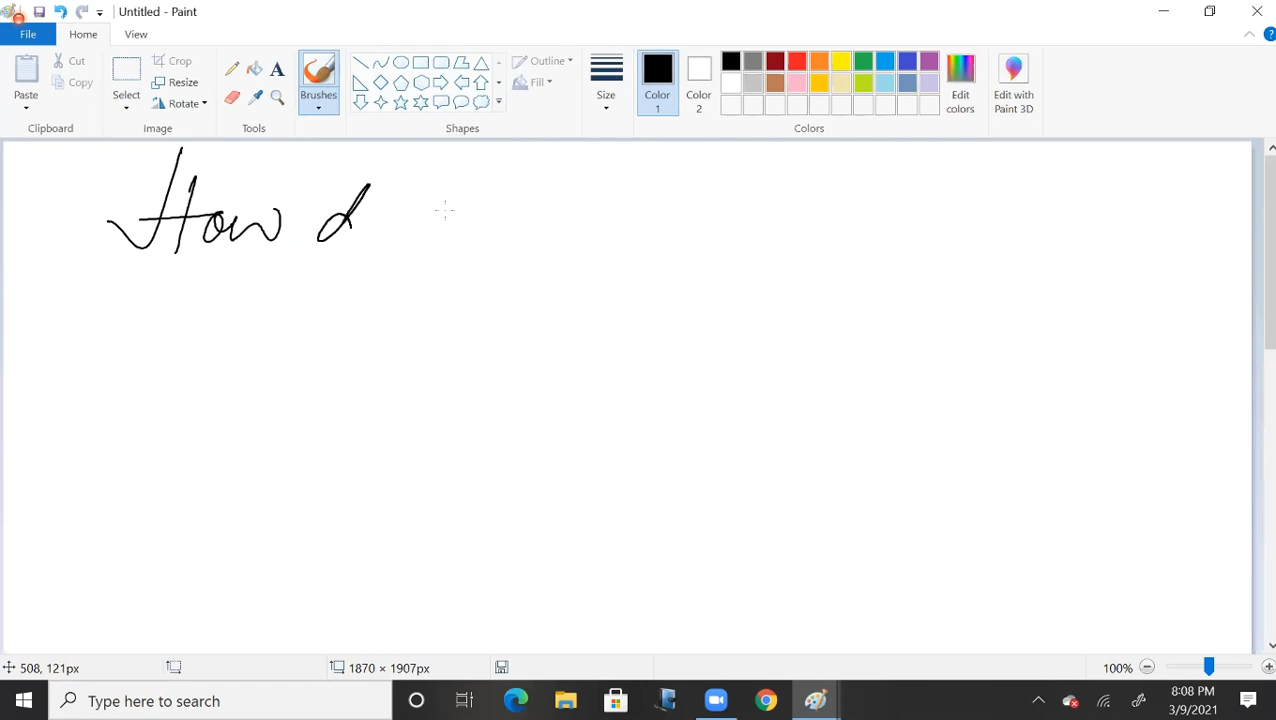 Untitled - Paint
File Home View
Paste Cut Copy Clipboard
Select Crop Resize Rotate Image
Tools
Brushes
Outline Fill Shapes
Size
Color 1 Color 2 Edit colors Colors
Edit with Paint 3D
How d
508, 121px 1870 × 1907px 100%
Type here to search 8:08 PM
3/9/2021